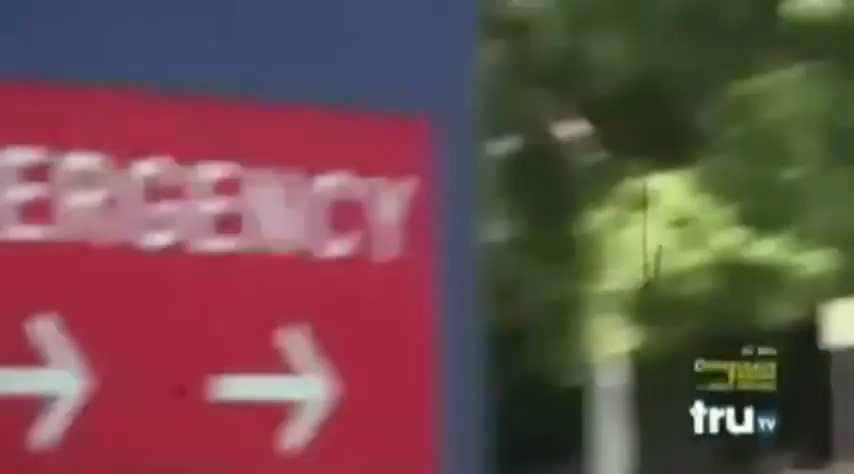 ERGENCY
→ →
truTV